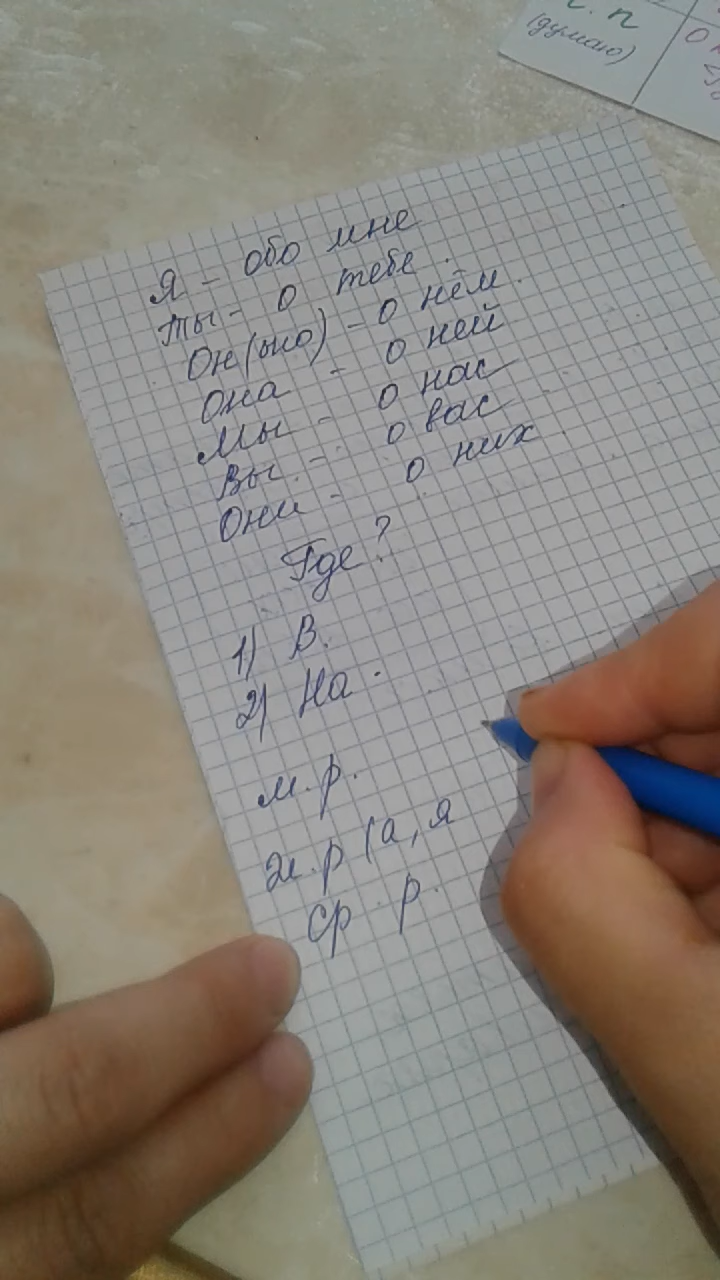 п.п
(думаю)
О
Я - обо мне
Ты - о тебе.
Он(оно) - о нём.
Она - о ней
Мы - о нас
Вы - о вас
Они - о них.
Где?
1) В.
2) На.
м.р.
ж.р (а, я
ср. р.